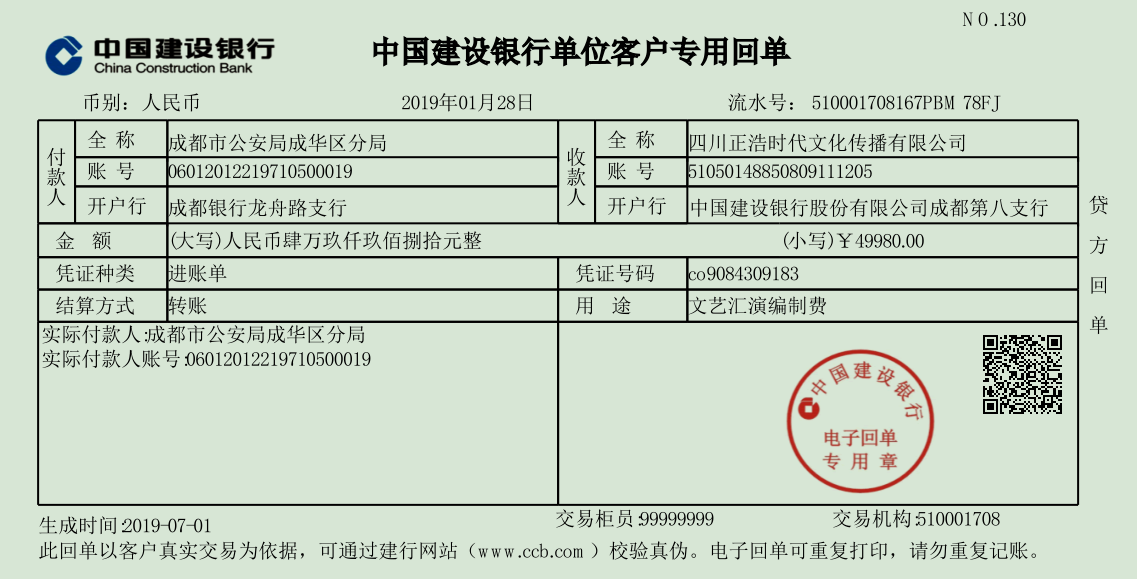 NO.130
中国建设银行
China Construction Bank
中国建设银行单位客户专用回单
币别：人民币 2019年01月28日 流水号： 510001708167PBM 78FJ
付款人 全 称 成都市公安局成华区分局 收款人 全 称 四川正浩时代文化传播有限公司
账 号 06012012219710500019 账 号 51050148850809111205
开户行 成都银行龙舟路支行 开户行 中国建设银行股份有限公司成都第八支行
金 额 (大写)人民币肆万玖仟玖佰捌拾元整 (小写)￥49980.00
凭证种类 进账单 凭证号码 co9084309183
结算方式 转账 用 途 文艺汇演编制费
实际付款人:成都市公安局成华区分局
实际付款人账号:06012012219710500019
中国建设银行
电子回单
专用章
贷方回单
生成时间:2019-07-01 交易柜员:99999999 交易机构:510001708
此回单以客户真实交易为依据，可通过建行网站（www.ccb.com ）校验真伪。电子回单可重复打印，请勿重复记账。